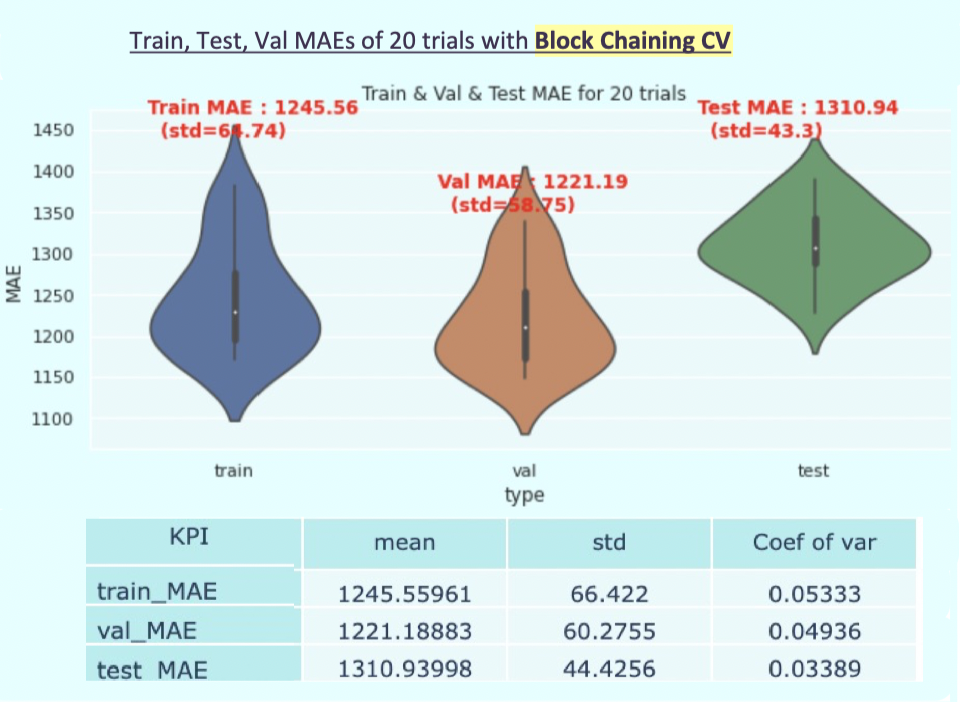 Train, Test, Val MAEs of 20 trials with Block Chaining CV
Train & Val & Test MAE for 20 trials
Train MAE : 1245.56
(std=64.74)
Val MAE : 1221.19
(std=58.75)
Test MAE : 1310.94
(std=43.3)
MAE
1450
1400
1350
1300
1250
1200
1150
1100
train
val
test
type
KPI mean std Coef of var
train_MAE 1245.55961 66.422 0.05333
val_MAE 1221.18883 60.2755 0.04936
test_MAE 1310.93998 44.4256 0.03389